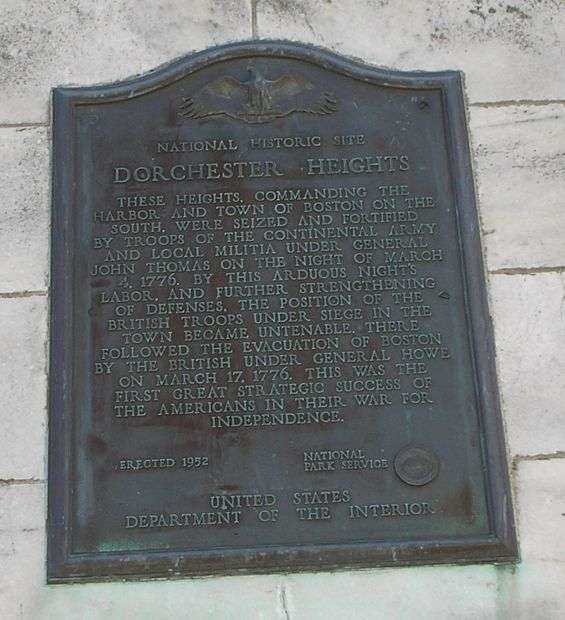 NATIONAL HISTORIC SITE
DORCHESTER HEIGHTS
THESE HEIGHTS, COMMANDING THE
HARBOR AND TOWN OF BOSTON ON THE
SOUTH, WERE SEIZED AND FORTIFIED
BY TROOPS OF THE CONTINENTAL ARMY
AND LOCAL MILITIA UNDER GENERAL
JOHN THOMAS ON THE NIGHT OF MARCH
4, 1776. BY THIS ARDUOUS NIGHT'S
LABOR, AND FURTHER STRENGTHENING
OF DEFENSES, THE POSITION OF THE
BRITISH TROOPS UNDER SIEGE IN THE
TOWN BECAME UNTENABLE. THERE
FOLLOWED THE EVACUATION OF BOSTON
BY THE BRITISH UNDER GENERAL HOWE
ON MARCH 17, 1776. THIS WAS THE
FIRST GREAT STRATEGIC SUCCESS OF
THE AMERICANS IN THEIR WAR FOR
INDEPENDENCE.
ERECTED 1952
NATIONAL
PARK SERVICE
UNITED STATES
DEPARTMENT OF THE INTERIOR